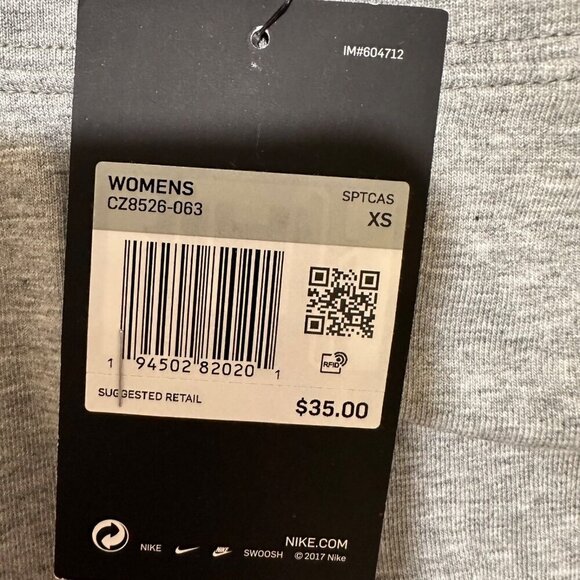 IM#604712
WOMENS
CZ8526-063
SPTCAS
XS
1 94502 82020 1
RFID
SUGGESTED RETAIL
$35.00
NIKE.COM
NIKE NIKE SWOOSH © 2017 Nike